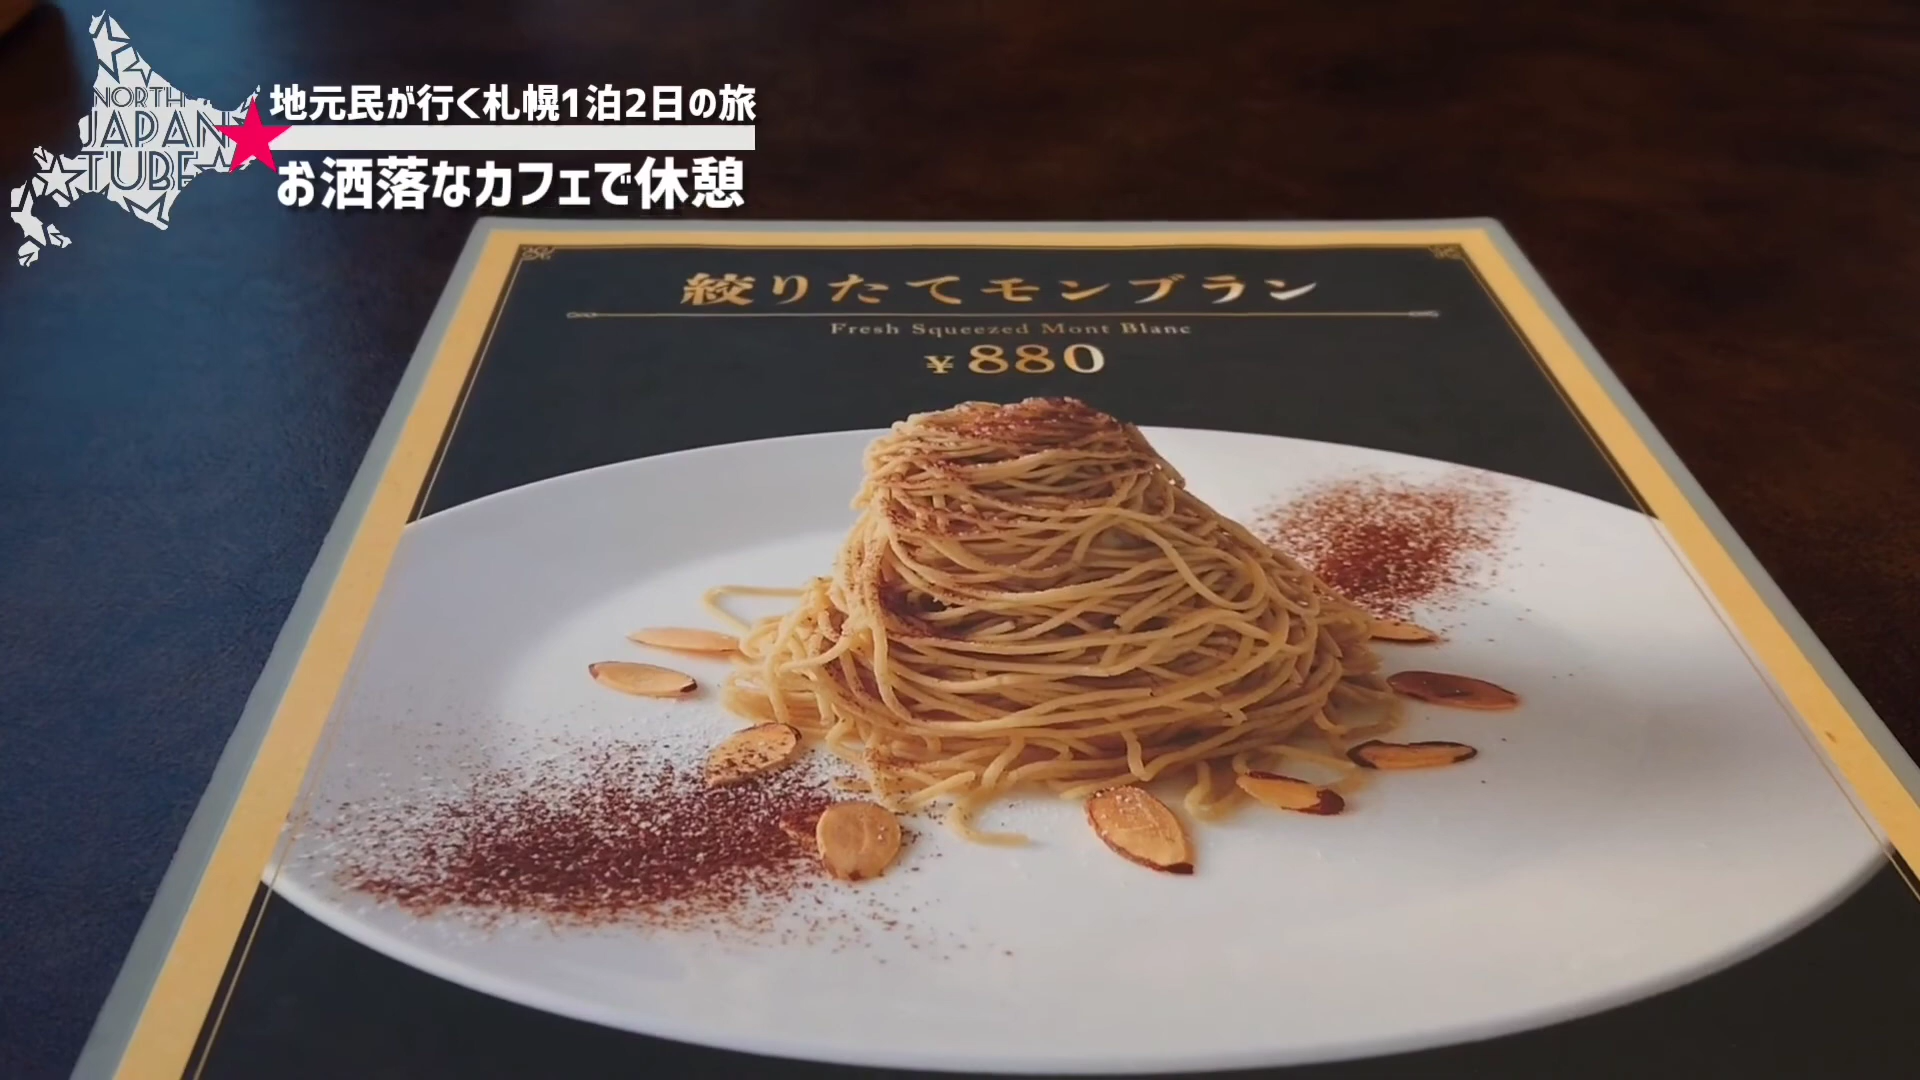 NORTH
JAPAN
TUBE
地元民が行く札幌1泊2日の旅
お洒落なカフェで休憩
絞りたてモンブラン
Fresh Squeezed Mont Blanc
¥880